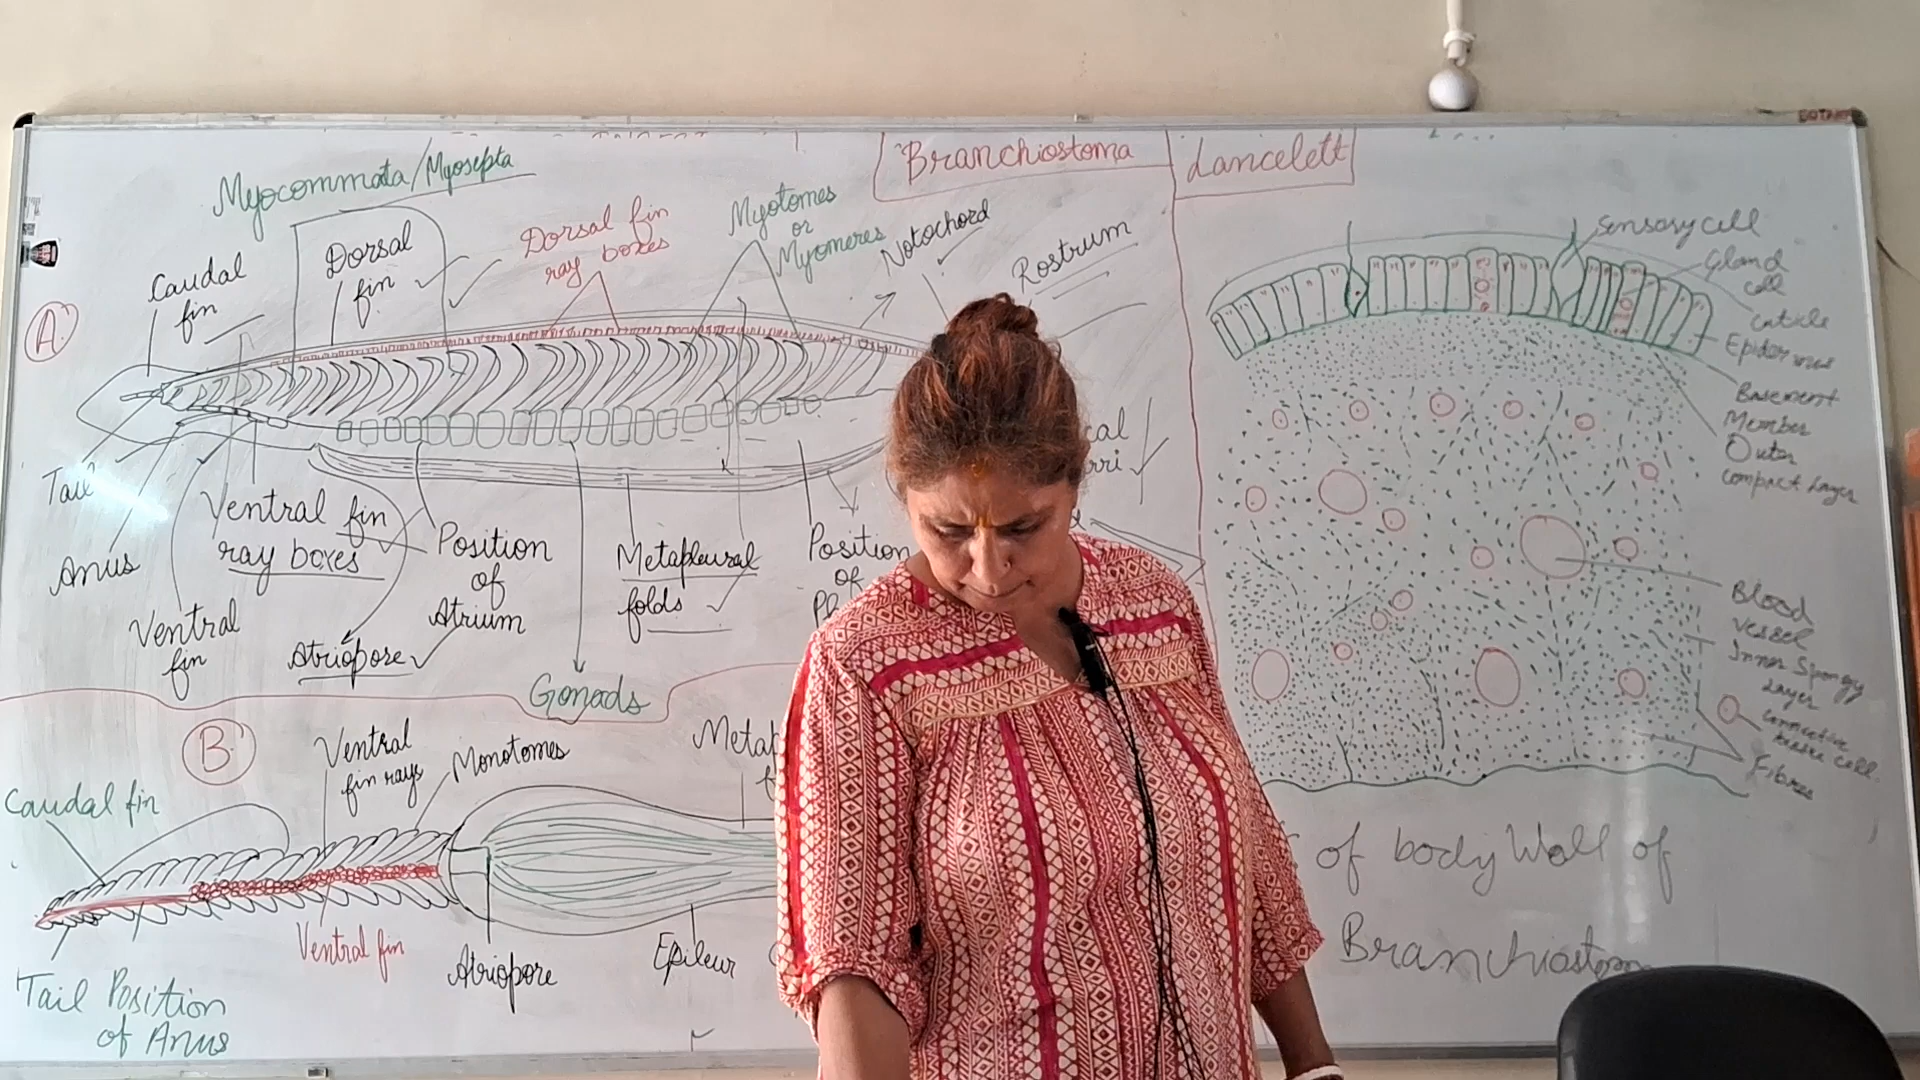 Branchiostoma
Lancelett
Myocommata/Myosepta
Dorsal
fin
Dorsal fin
ray boxes
Myotomes
or
Myomeres
Notochord
Rostrum
Caudal
fin
A
Tail
Anus
Ventral fin
ray boxes
Ventral
fin
Atriopore
Position
of
Atrium
Metapleural
folds
Position
of
Gonads
B
Ventral
fin rays
Monotomes
Caudal fin
Ventral fin
Atriopore
Epileur
Tail Position
of Anus
Sensory cell
Gland
cell
Cuticle
Basement
Member
Outer
compact Layer
Blood
vessel
Inner Spongy
Layer
Connective
tissue cell
Fibres
of body Wall of
Branchiostoma